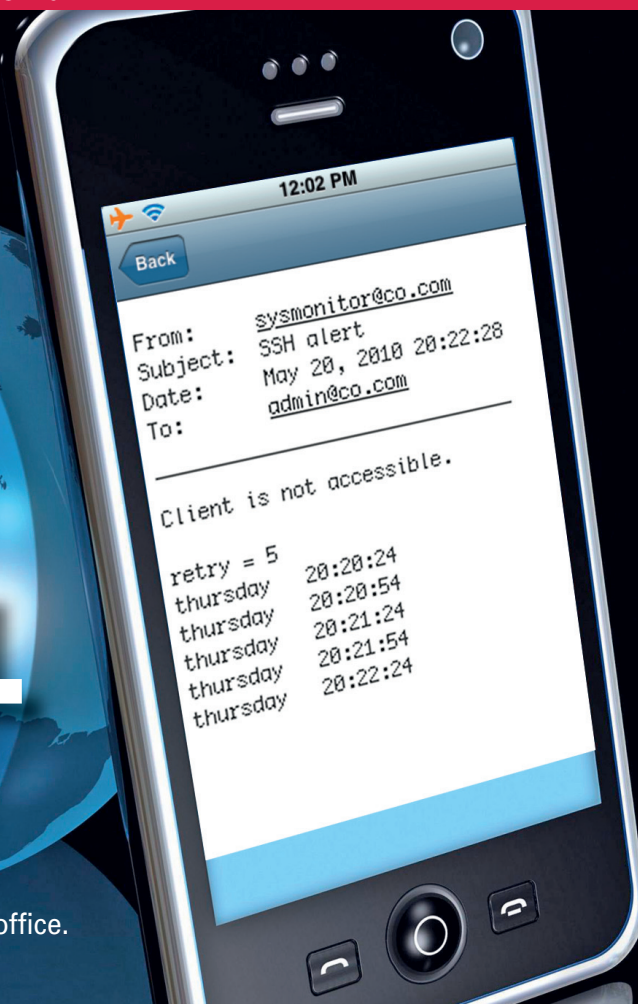 12:02 PM
Back
From: sysmonitor@co.com
Subject: SSH alert
Date: May 20, 2010 20:22:28
To: admin@co.com
Client is not accessible.
retry = 5
thursday 20:20:24
thursday 20:20:54
thursday 20:21:24
thursday 20:21:54
thursday 20:22:24
office.